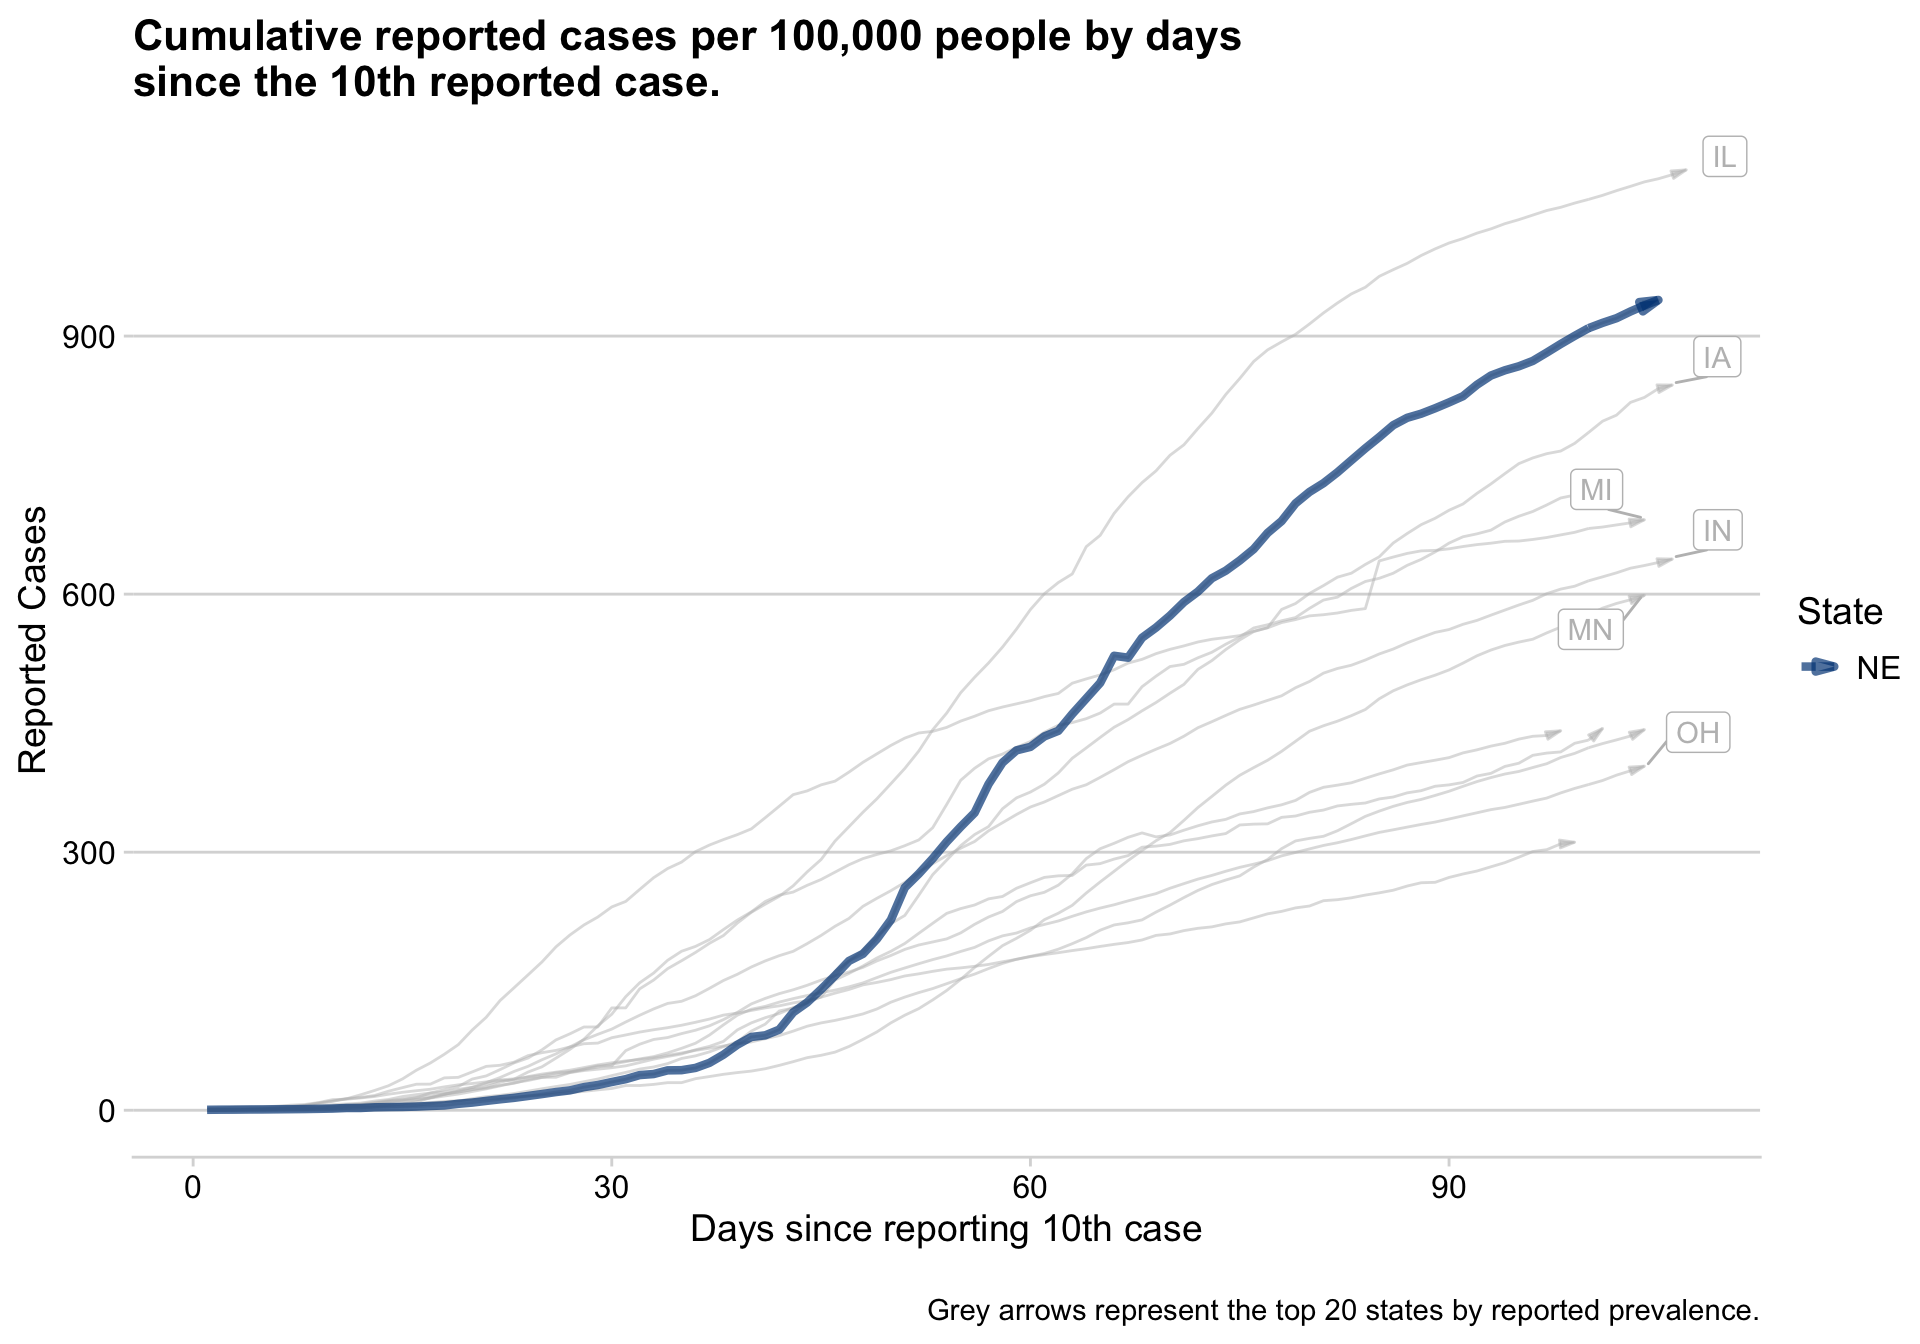 Cumulative reported cases per 100,000 people by days
since the 10th reported case.
IL
900
IA
MI
IN
600
MN
OH
300
0
Reported Cases
State
NE
0 30 60 90
Days since reporting 10th case
Grey arrows represent the top 20 states by reported prevalence.